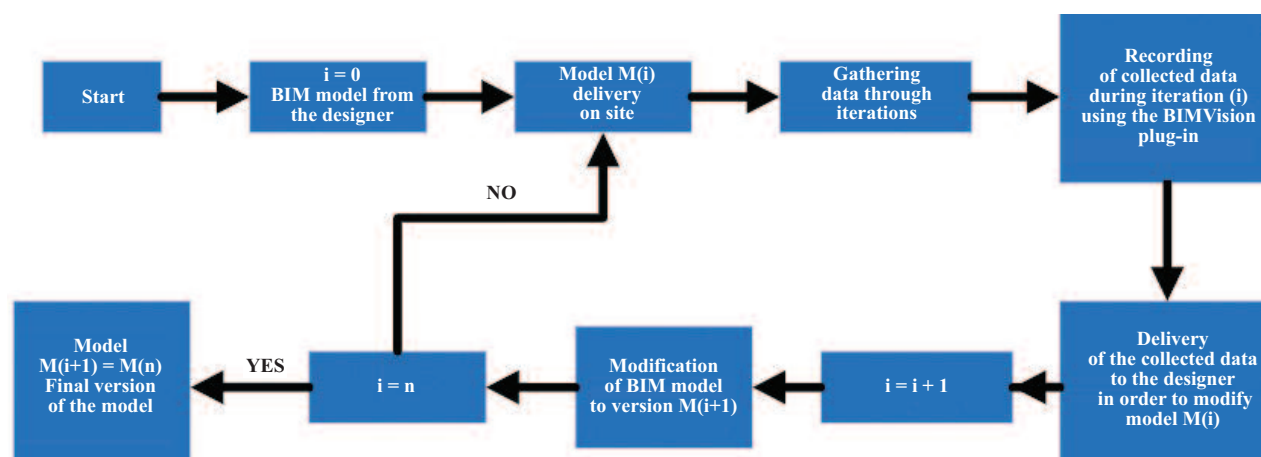 Start
i = 0
BIM model from
the designer
Model M(i)
delivery
on site
Gathering
data through
iterations
Recording
of collected data
during iteration (i)
using the BIMVision
plug-in
NO
Model
M(i+1) = M(n)
Final version
of the model
YES
i = n
Modification
of BIM model
to version M(i+1)
i = i + 1
Delivery
of the collected data
to the designer
in order to modify
model M(i)